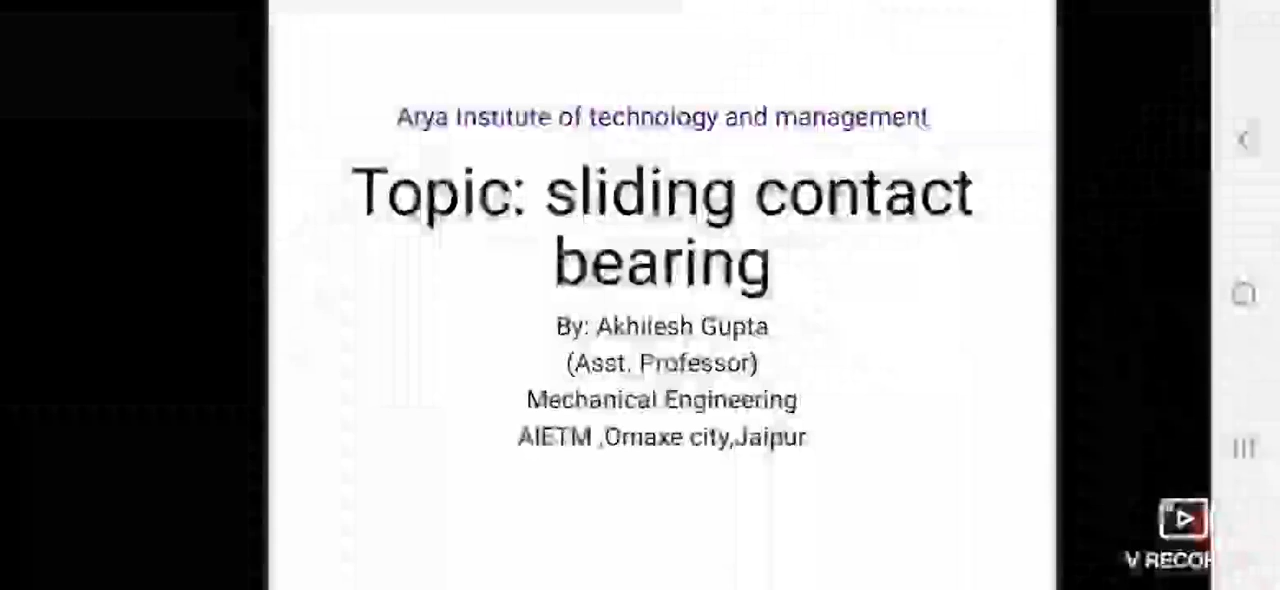 Arya Institute of technology and management
Topic: sliding contact
bearing
By: Akhilesh Gupta
(Asst. Professor)
Mechanical Engineering
AIETM ,Omaxe city,Jaipur
V RECOR